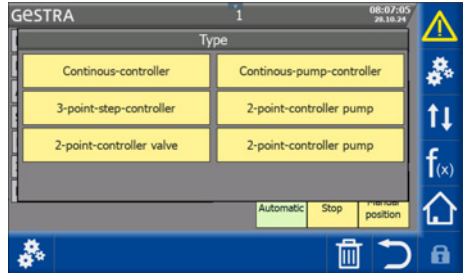 GESTRA
1
08:07:05
28.10.24
Type
Continous-controller
Continous-pump-controller
3-point-step-controller
2-point-controller pump
2-point-controller valve
2-point-controller pump
Automatic
Stop
position
f(x)